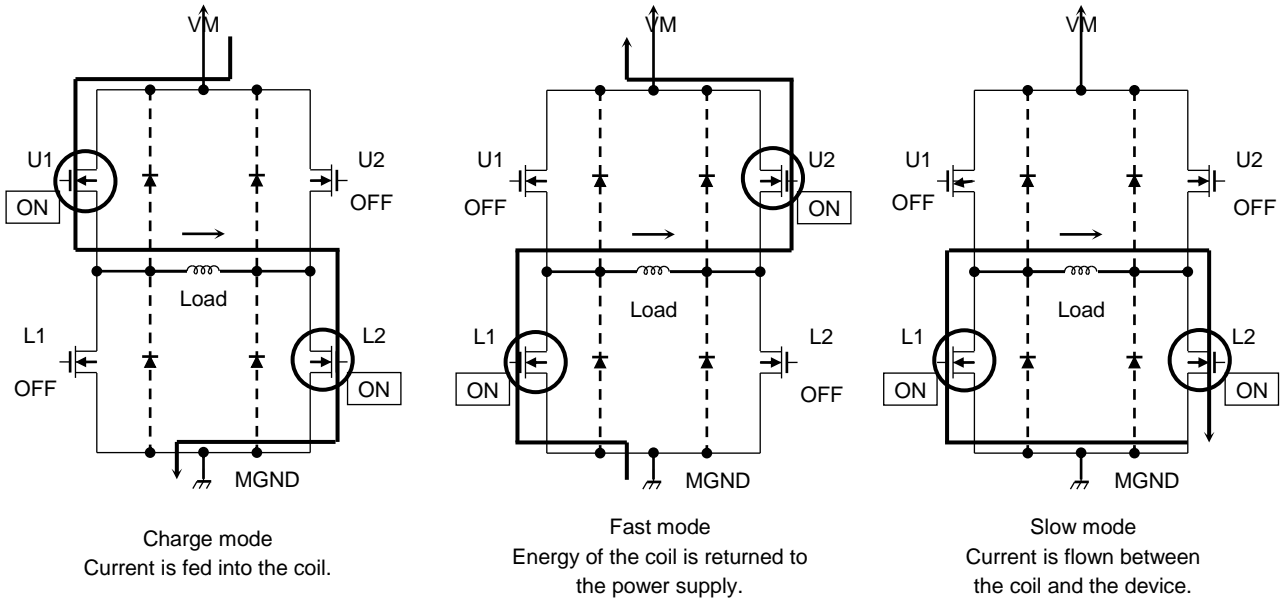 VM
U1
ON
U2
OFF
Load
L1
OFF
L2
ON
MGND
Charge mode
Current is fed into the coil.
VM
U1
OFF
U2
ON
Load
L1
ON
L2
OFF
MGND
Fast mode
Energy of the coil is returned to
the power supply.
VM
U1
OFF
U2
OFF
Load
L1
ON
L2
ON
MGND
Slow mode
Current is flown between
the coil and the device.